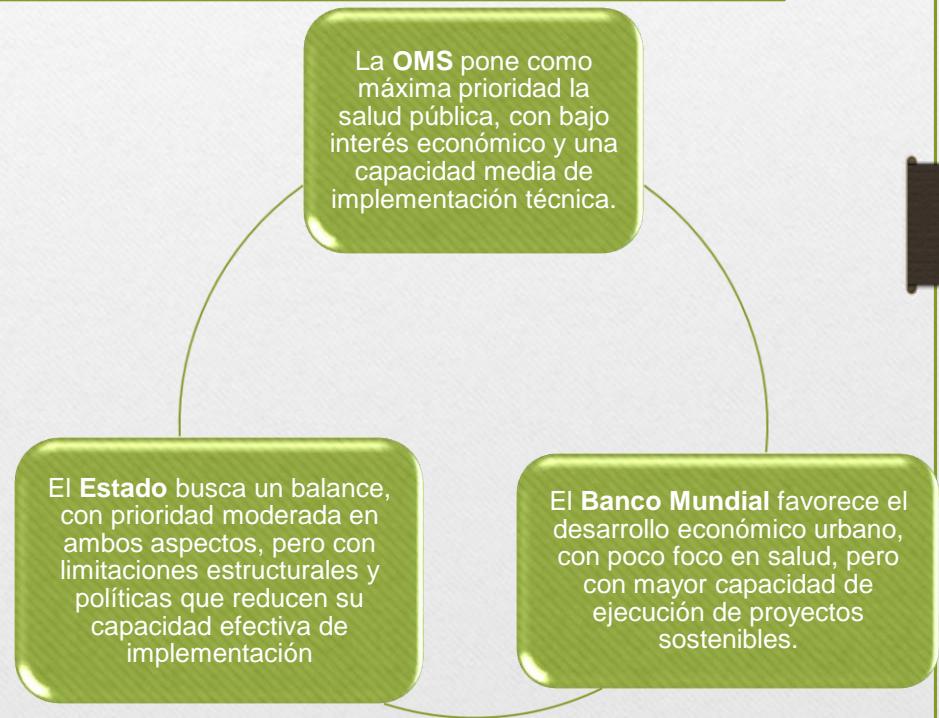 La OMS pone como
máxima prioridad la
salud pública, con bajo
interés económico y una
capacidad media de
implementación técnica.
El Estado busca un balance,
con prioridad moderada en
ambos aspectos, pero con
limitaciones estructurales y
políticas que reducen su
capacidad efectiva de
implementación
El Banco Mundial favorece el
desarrollo económico urbano,
con poco foco en salud, pero
con mayor capacidad de
ejecución de proyectos
sostenibles.